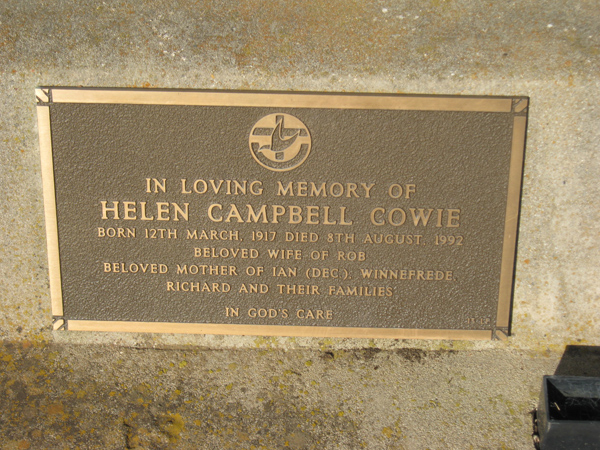 IN LOVING MEMORY OF
HELEN CAMPBELL COWIE
BORN 12TH MARCH, 1917 DIED 8TH AUGUST, 1992
BELOVED WIFE OF ROB
BELOVED MOTHER OF IAN (DEC.), WINNEFREDE,
RICHARD AND THEIR FAMILIES
IN GOD'S CARE